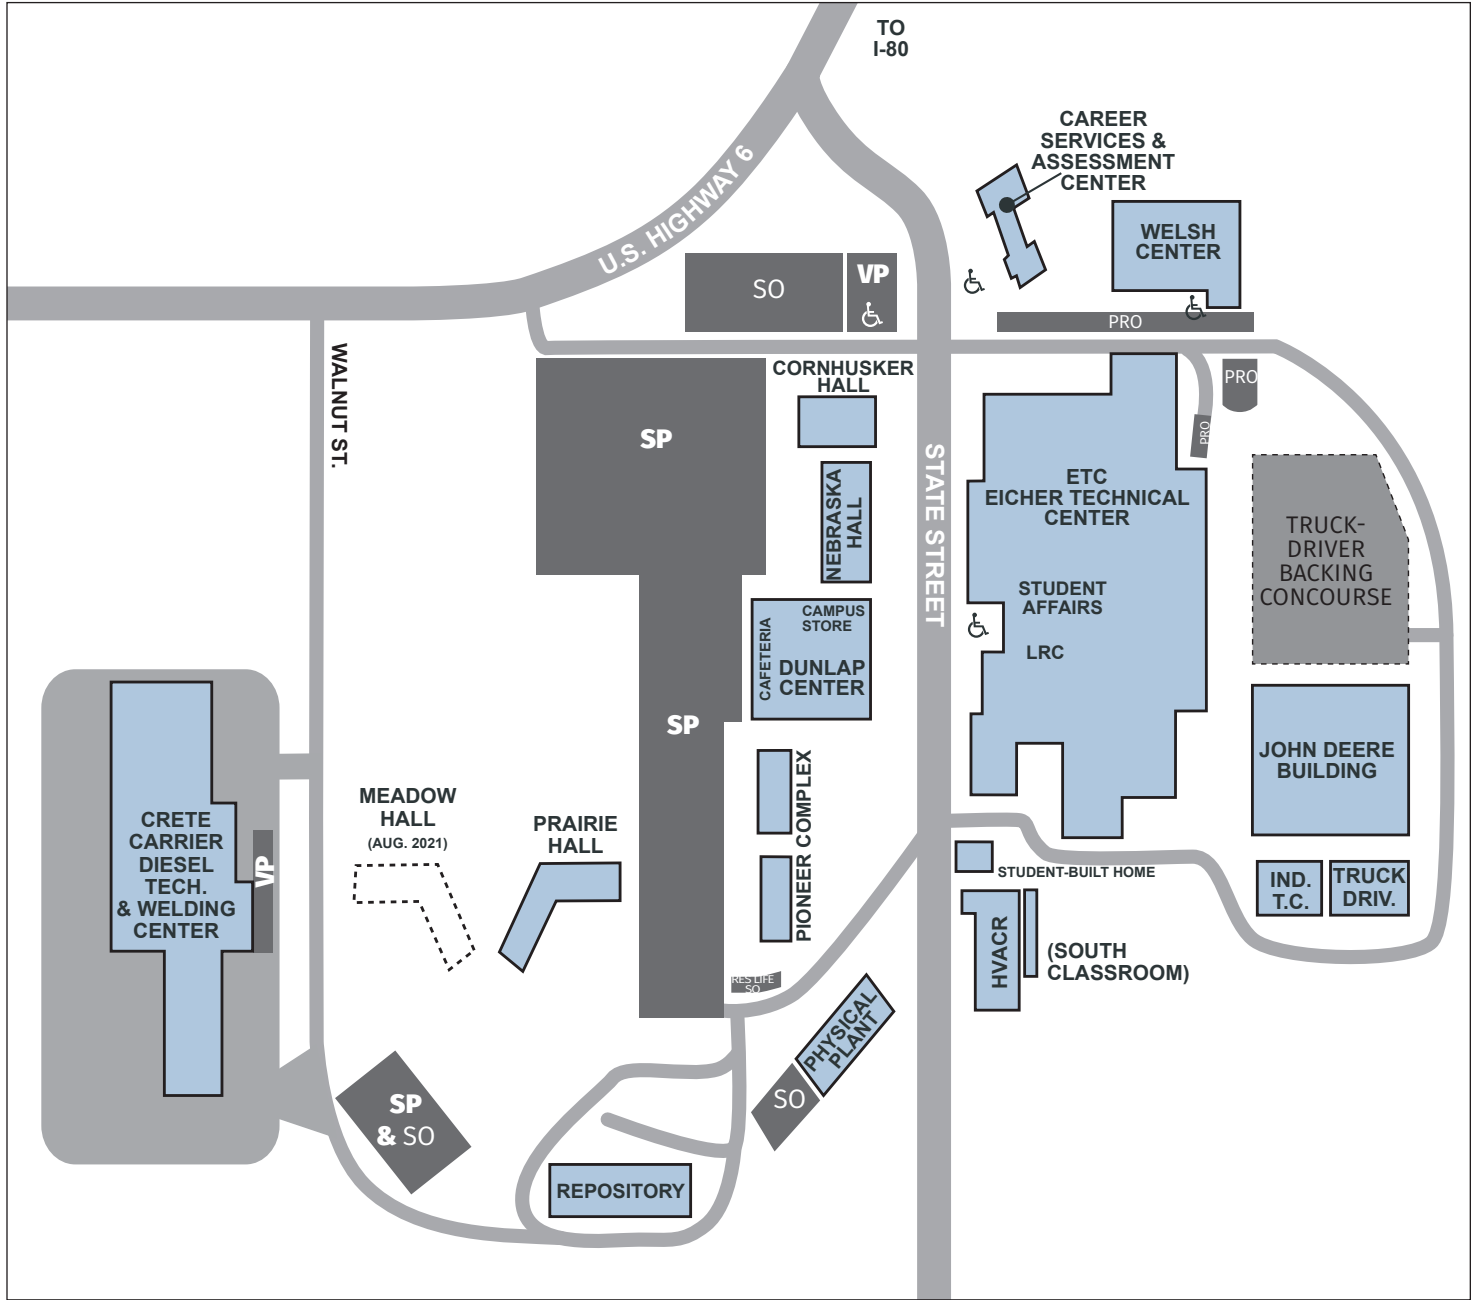 TO
I-80
CAREER
SERVICES &
ASSESSMENT
CENTER
WELSH
CENTER
U.S. HIGHWAY 6
SO
VP
PRO
WALNUT ST.
CORNHUSKER
HALL
PRO
PRO
SP
STATE STREET
NEBRASKA
HALL
ETC
EICHER TECHNICAL
CENTER
TRUCK-
DRIVER
BACKING
CONCOURSE
STUDENT
AFFAIRS
LRC
CAMPUS
STORE
CAFETERIA
DUNLAP
CENTER
SP
JOHN DEERE
BUILDING
PIONEER COMPLEX
MEADOW
HALL
(AUG. 2021)
PRAIRIE
HALL
CRETE
CARRIER
DIESEL
TECH.
& WELDING
CENTER
VP
STUDENT-BUILT HOME
IND.
T.C.
TRUCK
DRIV.
HVACR
(SOUTH
CLASSROOM)
RES LIFE
SO
PHYSICAL
PLANT
SO
SP
& SO
REPOSITORY